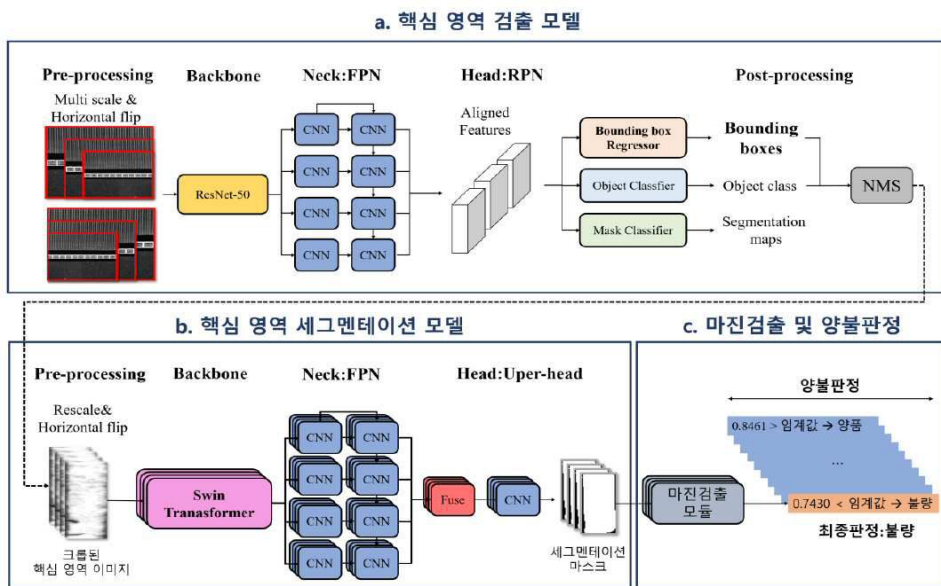 a. 핵심 영역 검출 모델
Pre-processing
Backbone
Neck:FPN
Head:RPN
Post-processing
Multi scale &
Horizontal flip
ResNet-50
CNN
CNN
CNN
CNN
CNN
CNN
CNN
CNN
Aligned
Features
Bounding box
Regressor
Object Classfier
Mask Classifier
Bounding
boxes
Object class
Segmentation
maps
NMS
b. 핵심 영역 세그멘테이션 모델
Pre-processing
Backbone
Neck:FPN
Head:Uper-head
Rescale&
Horizontal flip
크롭된
핵심 영역 이미지
Swin
Tranasformer
CNN
CNN
CNN
CNN
CNN
CNN
CNN
CNN
Fuse
CNN
세그멘테이션
마스크
c. 마진검출 및 양불판정
마진검출
모듈
양불판정
0.8461 > 임계값 → 양품
...
0.7430 < 임계값 → 불량
최종판정:불량